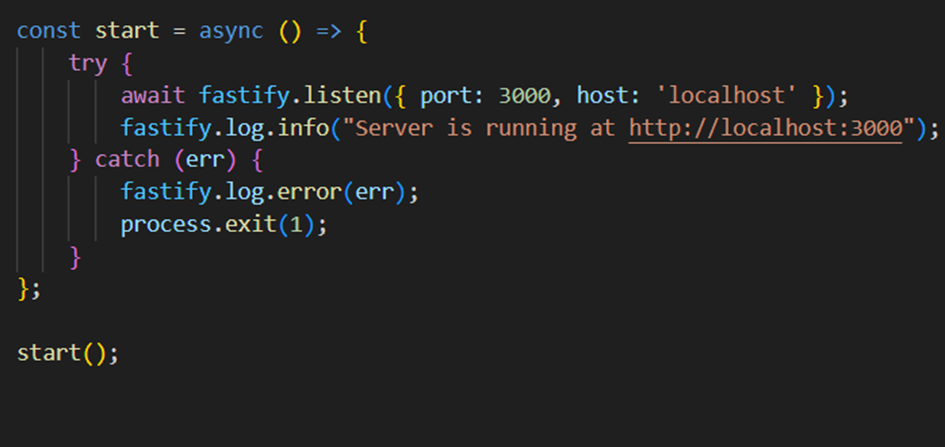 const start = async () => {
    try {
        await fastify.listen({ port: 3000, host: 'localhost' });
        fastify.log.info("Server is running at http://localhost:3000");
    } catch (err) {
        fastify.log.error(err);
        process.exit(1);
    }
};
start();